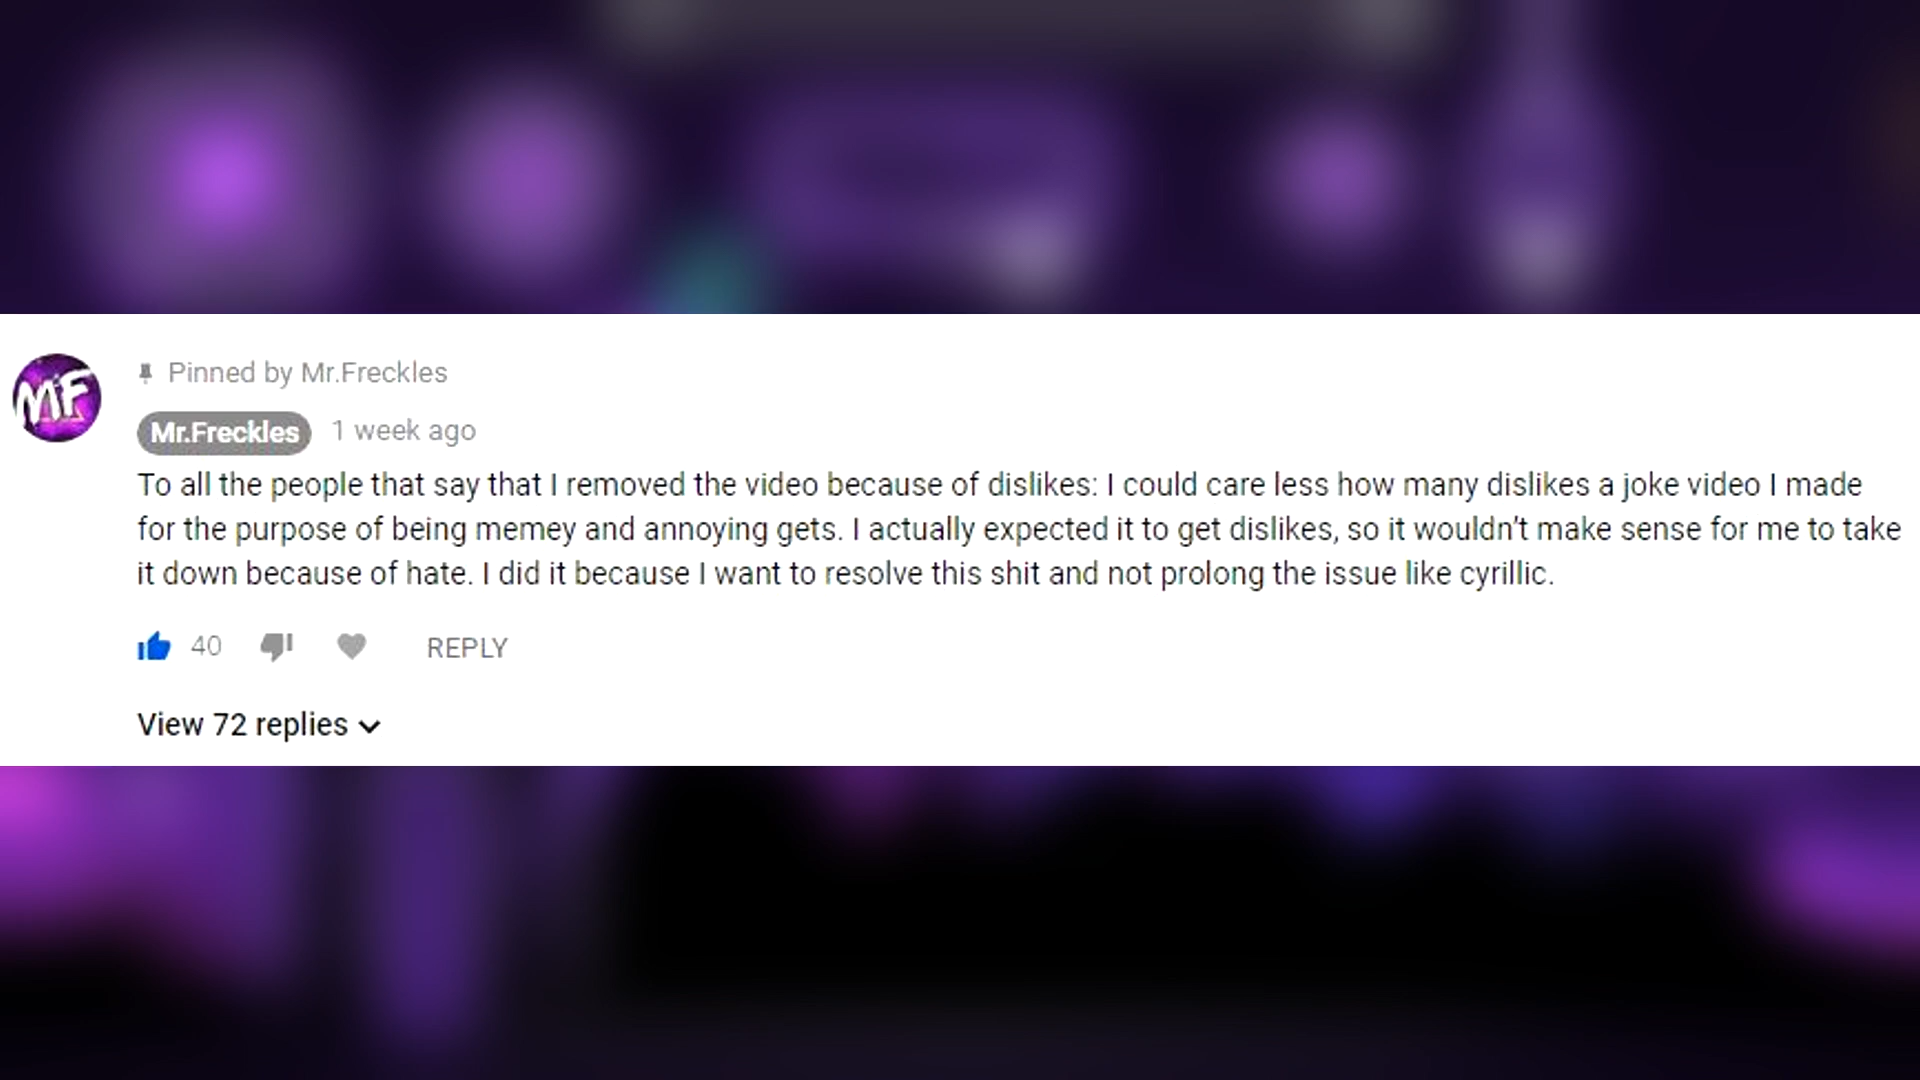 MF
Pinned by Mr.Freckles
Mr.Freckles 1 week ago
To all the people that say that I removed the video because of dislikes: I could care less how many dislikes a joke video I made
for the purpose of being memey and annoying gets. I actually expected it to get dislikes, so it wouldn't make sense for me to take
it down because of hate. I did it because I want to resolve this shit and not prolong the issue like cyrillic.
40 REPLY
View 72 replies